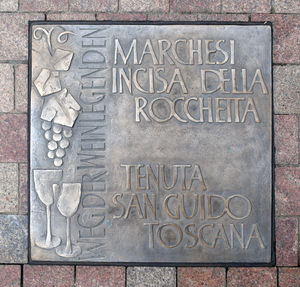 WEG DER WEINLEGENDEN
MARCHESI
INCISA DELLA
ROCCHETTA
TENUTA
SAN GUIDO
TOSCANA